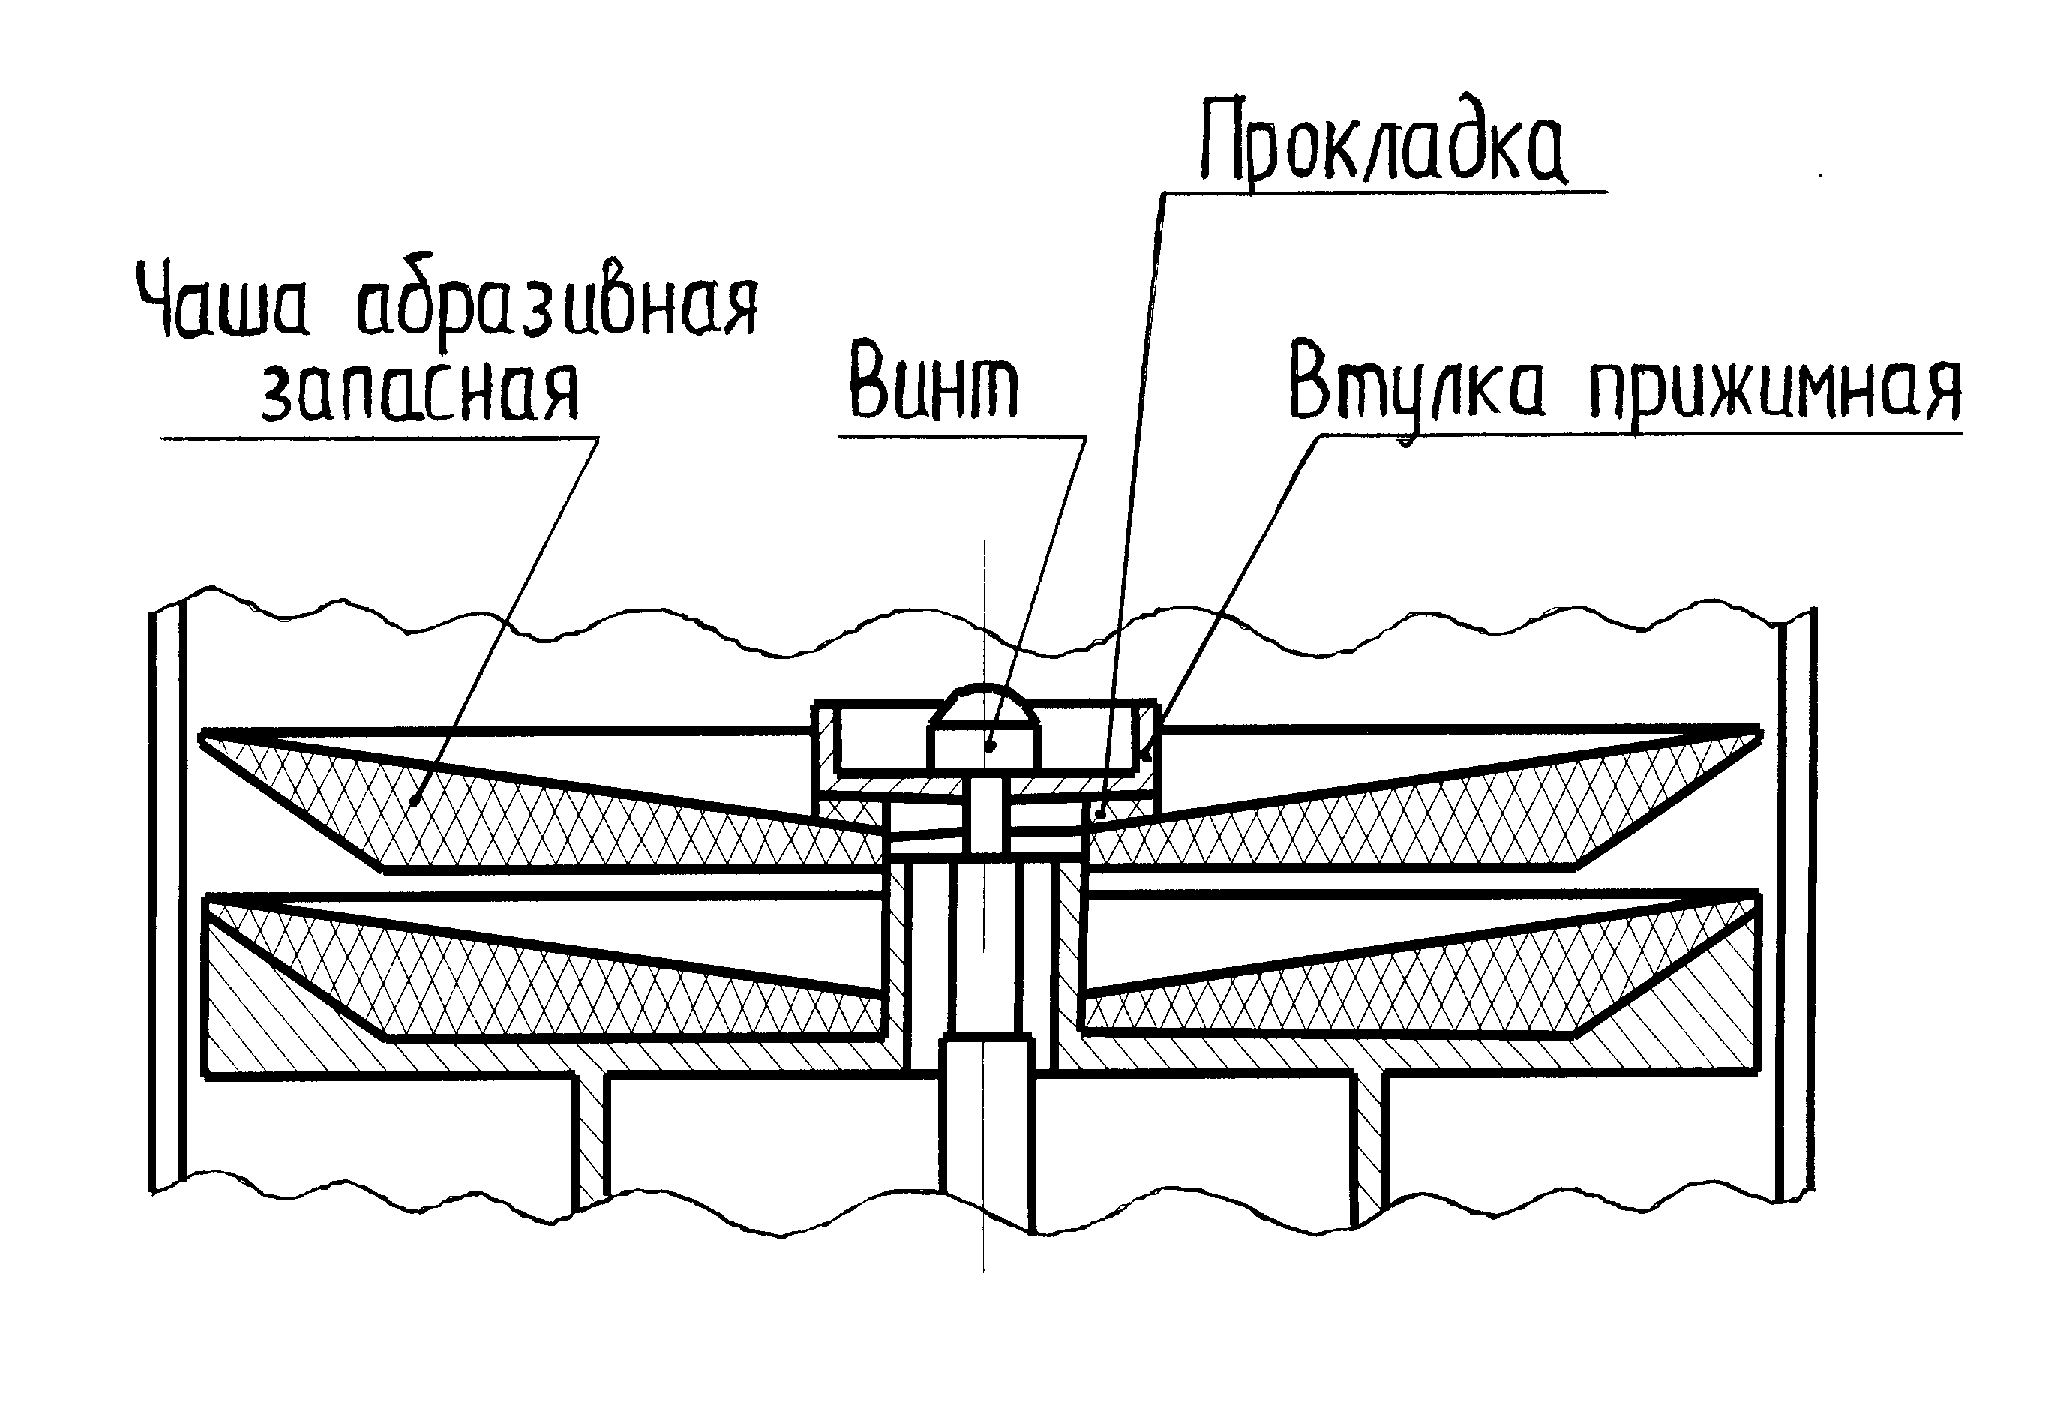 Прокладка
Чаша абразивная
запасная
Винт
Втулка прижимная